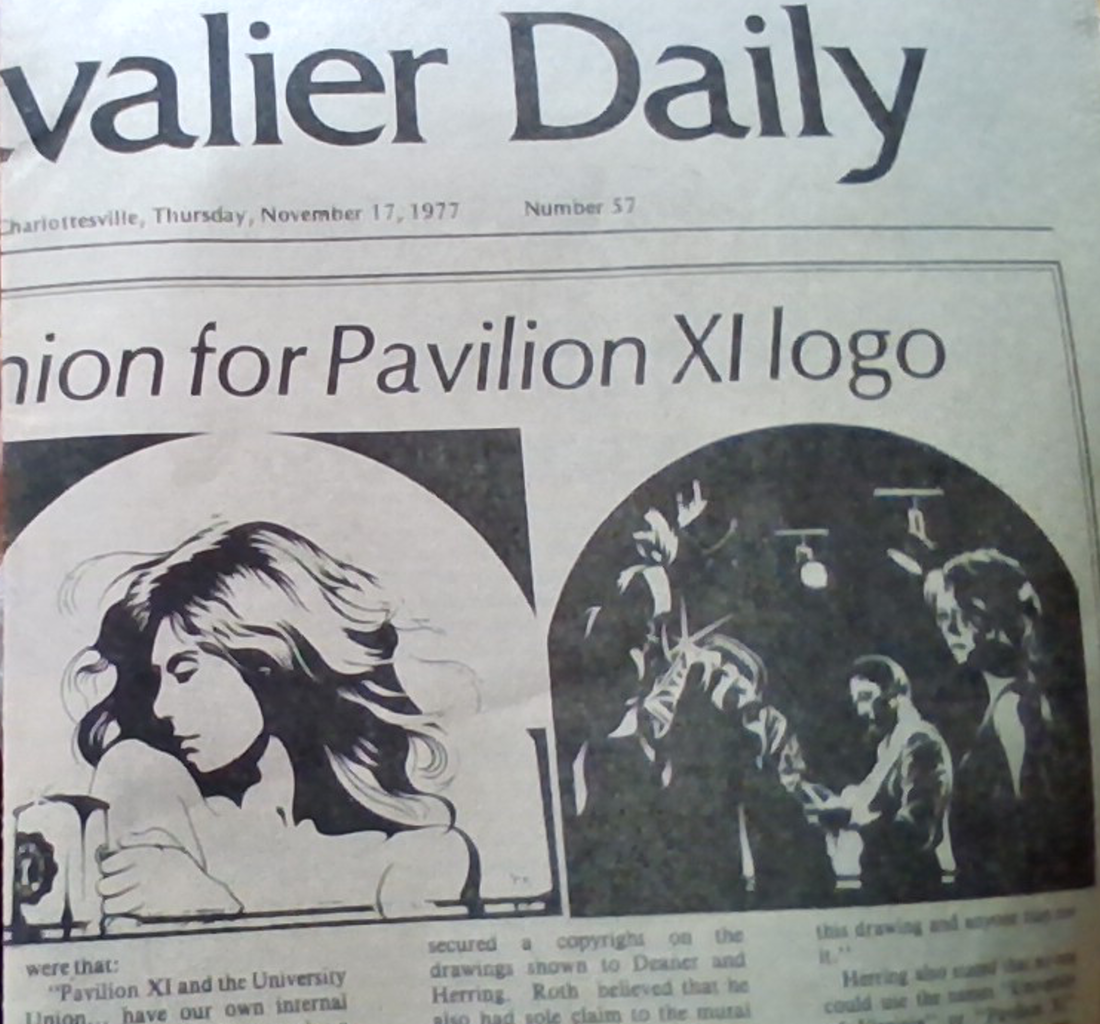 valier Daily
Charlottesville, Thursday, November 17, 1977 Number 57
nion for Pavilion XI logo
were that:
"Pavilion XI and the University
Union... have our own internal
secured a copyright on the
drawings shown to Deaner and
Herring. Roth believed that he
also had sole claim to the mural
this drawing and anyone
it."
Herring also stated that
could use the names